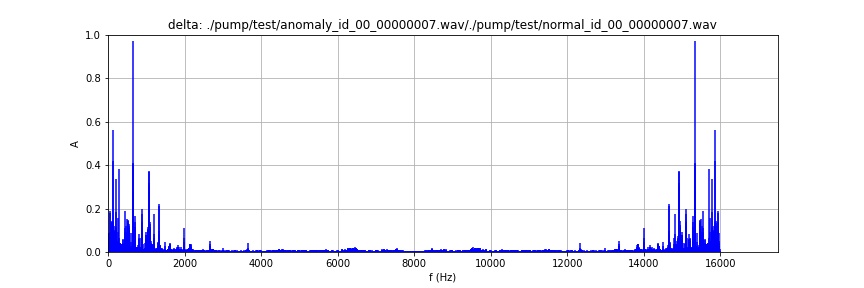 delta: ./pump/test/anomaly_id_00_00000007.wav/./pump/test/normal_id_00_00000007.wav
1.0
0.8
0.6
0.4
0.2
0.0
A
0 2000 4000 6000 8000 10000 12000 14000 16000
f (Hz)